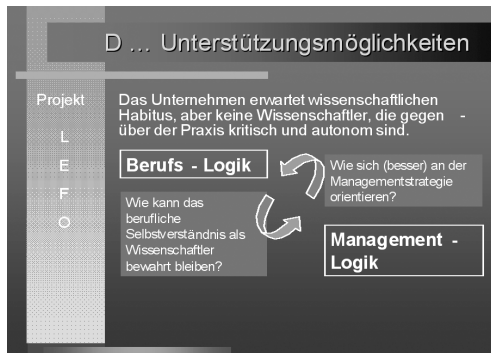 D ... Unterstützungsmöglichkeiten
Projekt
L
E
F
O
Das Unternehmen erwartet wissenschaftlichen
Habitus, aber keine Wissenschaftler, die gegen -
über der Praxis kritisch und autonom sind.
Berufs - Logik
Wie sich (besser) an der
Managementstrategie
orientieren?
Wie kann das
berufliche
Selbstverständnis als
Wissenschaftler
bewahrt bleiben?
Management -
Logik